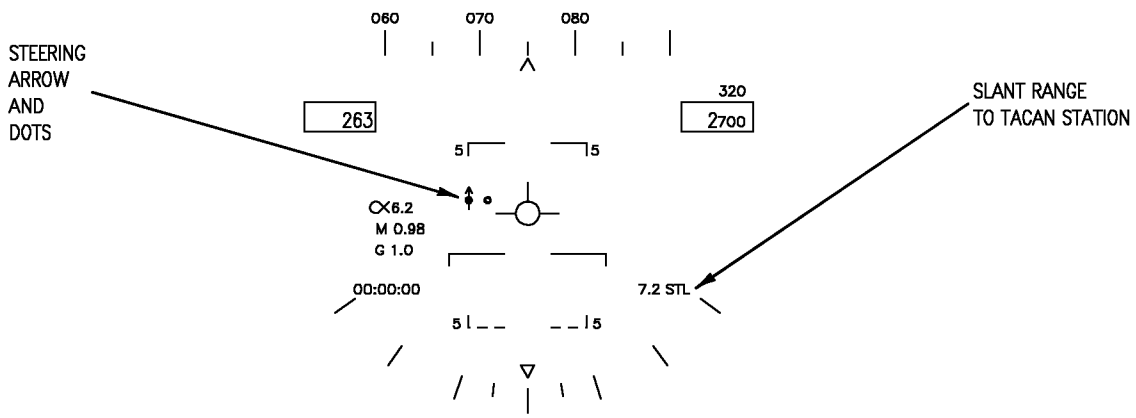 060 070 080
STEERING
ARROW
AND
DOTS
320
263
2700
SLANT RANGE
TO TACAN STATION
5 5
α6.2
M 0.98
G 1.0
00:00:00
7.2 STL
5 5